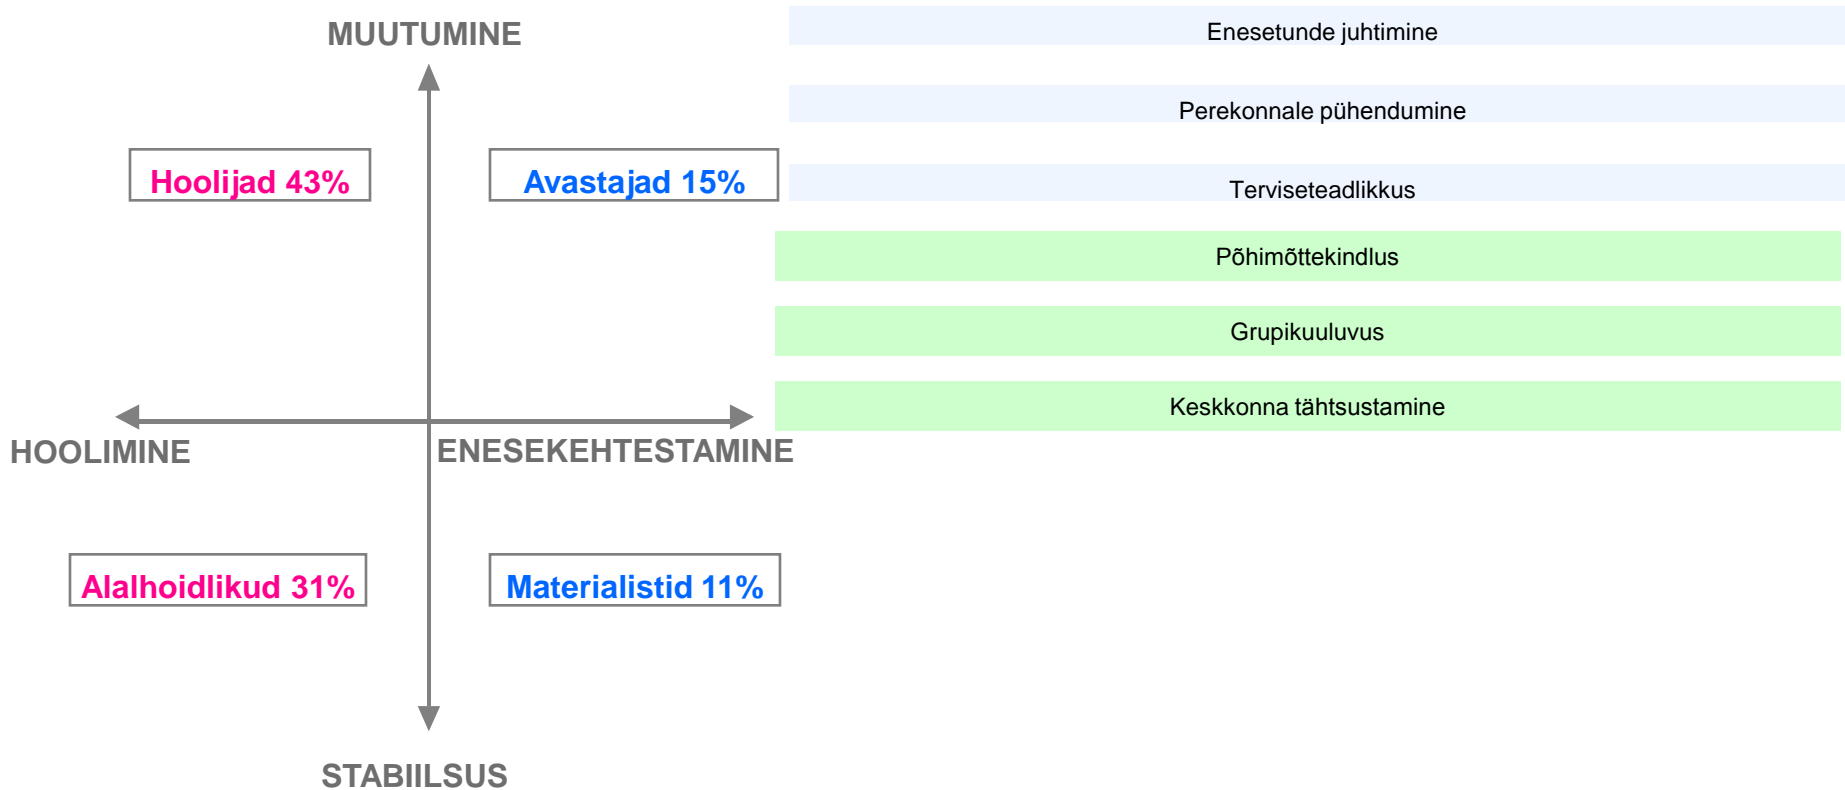 MUUTUMINE
Hoolijad 43%
Avastajad 15%
HOOLIMINE
ENESEKEHTESTAMINE
Alalhoidlikud 31%
Materialistid 11%
STABIILSUS
Enesetunde juhtimine
Perekonnale pühendumine
Terviseteadlikkus
Põhimõttekindlus
Grupikuuluvus
Keskkonna tähtsustamine